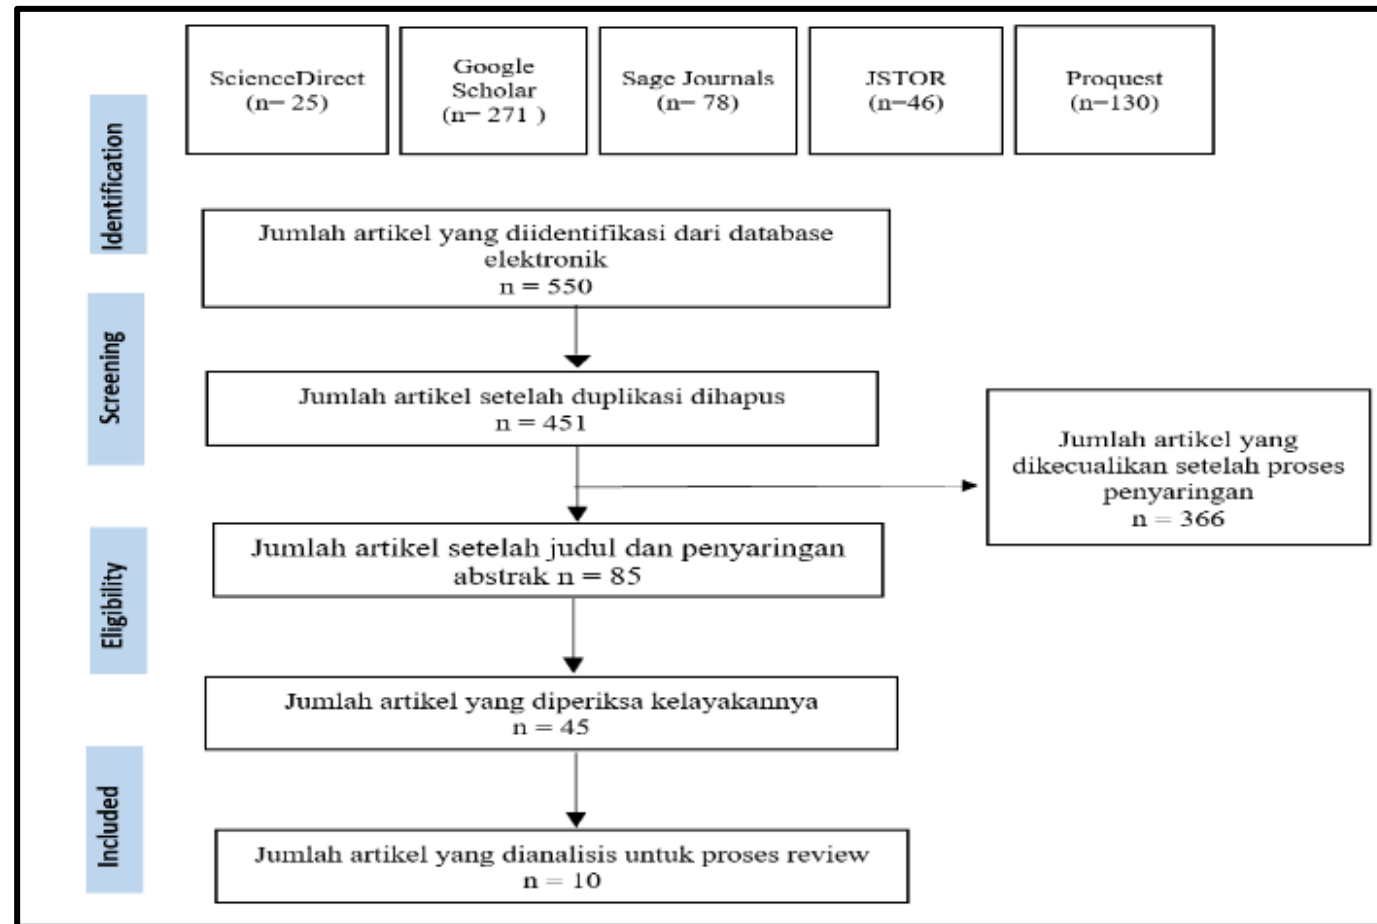 ScienceDirect
(n= 25)
Google
Scholar
(n= 271 )
Sage Journals
(n= 78)
JSTOR
(n=46)
Proquest
(n=130)
Identification
Jumlah artikel yang diidentifikasi dari database
elektronik
n = 550
Screening
Jumlah artikel setelah duplikasi dihapus
n = 451
Jumlah artikel yang
dikecualikan setelah proses
penyaringan
n = 366
Eligibility
Jumlah artikel setelah judul dan penyaringan
abstrak n = 85
Jumlah artikel yang diperiksa kelayakannya
n = 45
Included
Jumlah artikel yang dianalisis untuk proses review
n = 10